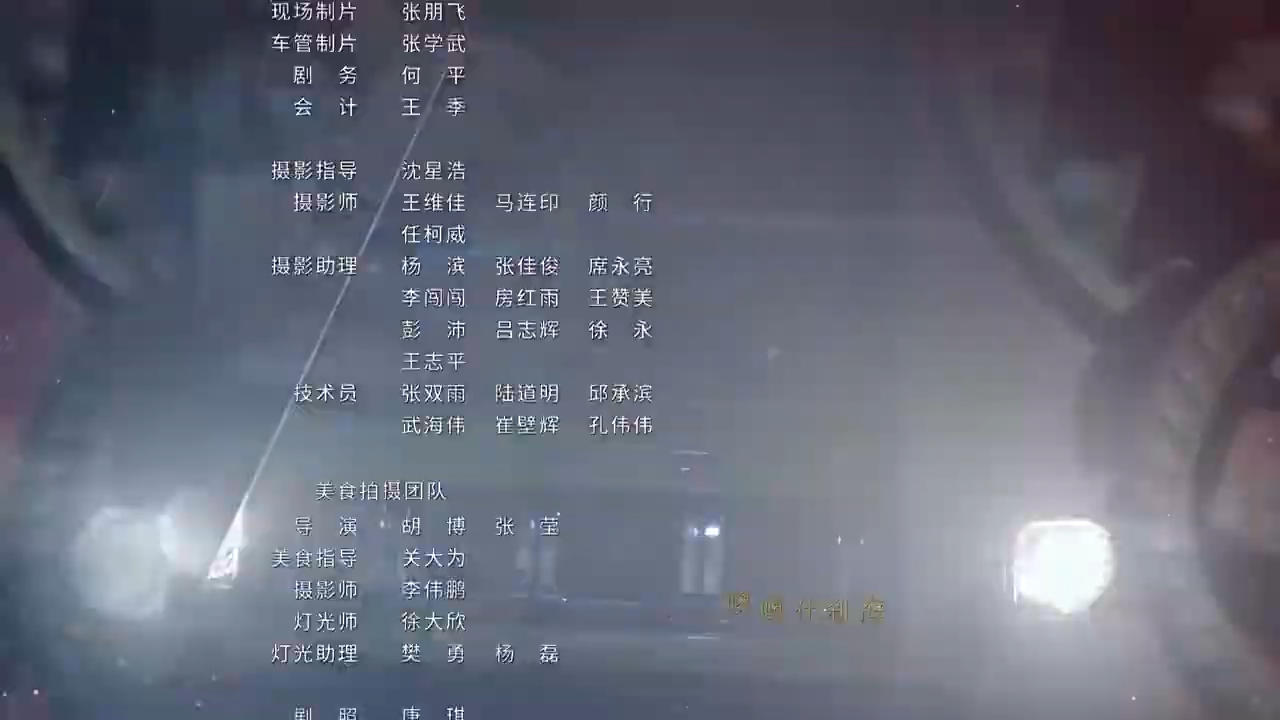 现场制片 张朋飞
车管制片 张学武
剧务 何平
会计 王季
摄影指导 沈星浩
摄影师 王维佳 马连印 颜行
任柯威
摄影助理 杨滨 张佳俊 席永亮
李闯闯 房红雨 王赞美
彭沛 吕志辉 徐永
王志平
技术员 张双雨 陆道明 邱承滨
武海伟 崔壁辉 孔伟伟
美食拍摄团队
导演 胡博 张莹
美食指导 关大为
摄影师 李伟鹏
灯光师 徐大欣
灯光助理 樊勇 杨磊
剧照 唐琪